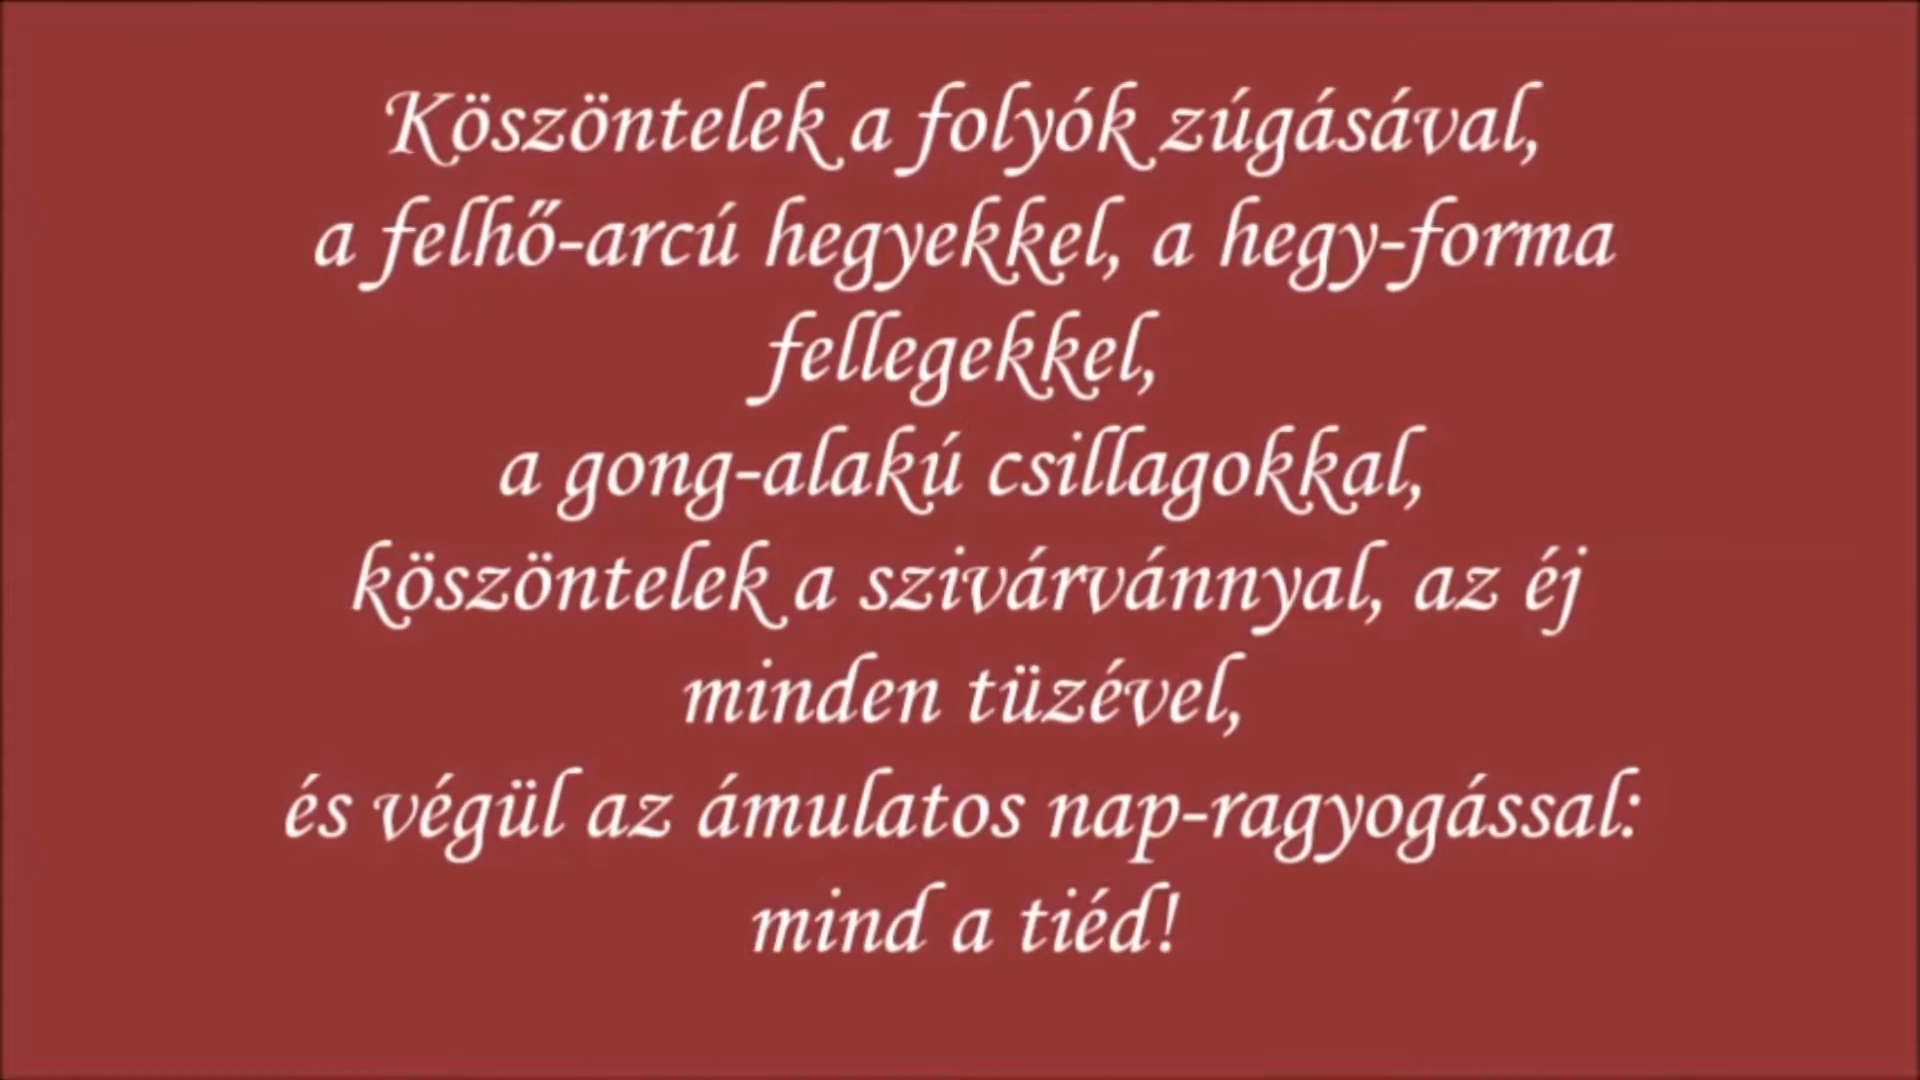 Köszöntelek a folyók zúgásával,
a felhő-arcú hegyekkel, a hegy-forma
fellegekkel,
a gong-alakú csillagokkal,
köszöntelek a szivárvánnyal, az éj
minden tüzével,
és végül az ámulatos nap-ragyogással:
mind a tiéd!